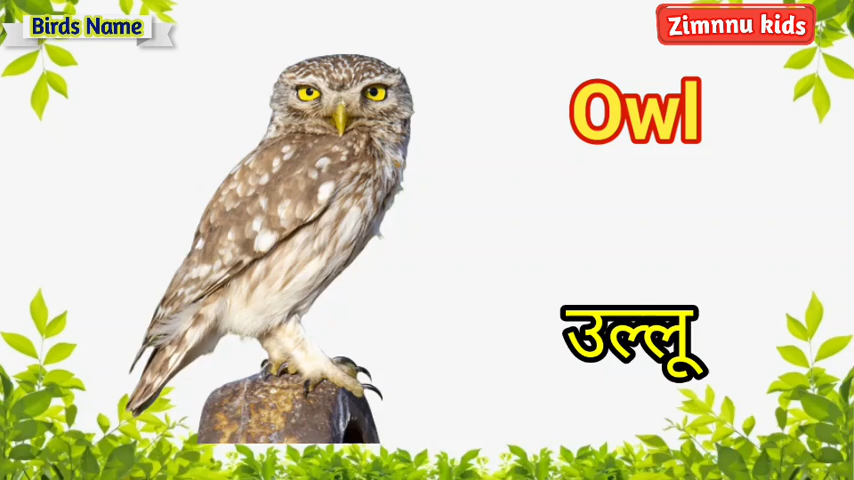 Birds Name
Zimnnu kids
Owl
उल्लू